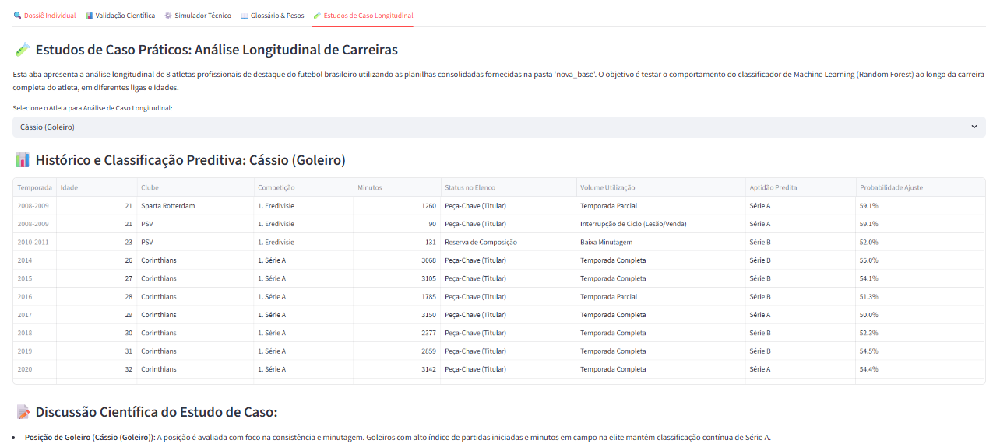 Dossiê Individual Validação Científica Simulador Técnico Glossário & Pesos Estudos de Caso Longitudinal
Estudos de Caso Práticos: Análise Longitudinal de Carreiras
Esta aba apresenta a análise longitudinal de 8 atletas profissionais de destaque do futebol brasileiro utilizando as planilhas consolidadas fornecidas na pasta 'nova_base'. O objetivo é testar o comportamento do classificador de Machine Learning (Random Forest) ao longo da carreira
completa do atleta, em diferentes ligas e idades.
Selecione o Atleta para Análise de Caso Longitudinal:
Cássio (Goleiro)
Histórico e Classificação Preditiva: Cássio (Goleiro)
Temporada Idade Clube Competição Minutos Status no Elenco Volume Utilização Aptidão Predita Probabilidade Ajuste
2008-2009 21 Sparta Rotterdam 1. Eredivisie 1260 Peça-Chave (Titular) Temporada Parcial Série A 59.1%
2008-2009 21 PSV 1. Eredivisie 90 Peça-Chave (Titular) Interrupção de Ciclo (Lesão/Venda) Série A 59.1%
2010-2011 23 PSV 1. Eredivisie 131 Reserva de Composição Baixa Minutagem Série B 52.0%
2014 26 Corinthians 1. Série A 3068 Peça-Chave (Titular) Temporada Completa Série B 55.0%
2015 27 Corinthians 1. Série A 3105 Peça-Chave (Titular) Temporada Completa Série B 54.1%
2016 28 Corinthians 1. Série A 1785 Peça-Chave (Titular) Temporada Parcial Série B 51.3%
2017 29 Corinthians 1. Série A 3150 Peça-Chave (Titular) Temporada Completa Série A 50.0%
2018 30 Corinthians 1. Série A 2377 Peça-Chave (Titular) Temporada Completa Série B 52.3%
2019 31 Corinthians 1. Série A 2859 Peça-Chave (Titular) Temporada Completa Série B 54.5%
2020 32 Corinthians 1. Série A 3142 Peça-Chave (Titular) Temporada Completa Série A 54.4%
Discussão Científica do Estudo de Caso:
• Posição de Goleiro (Cássio (Goleiro)): A posição é avaliada com foco na consistência e minutagem. Goleiros com alto índice de partidas iniciadas e minutos em campo na elite mantêm classificação contínua de Série A.